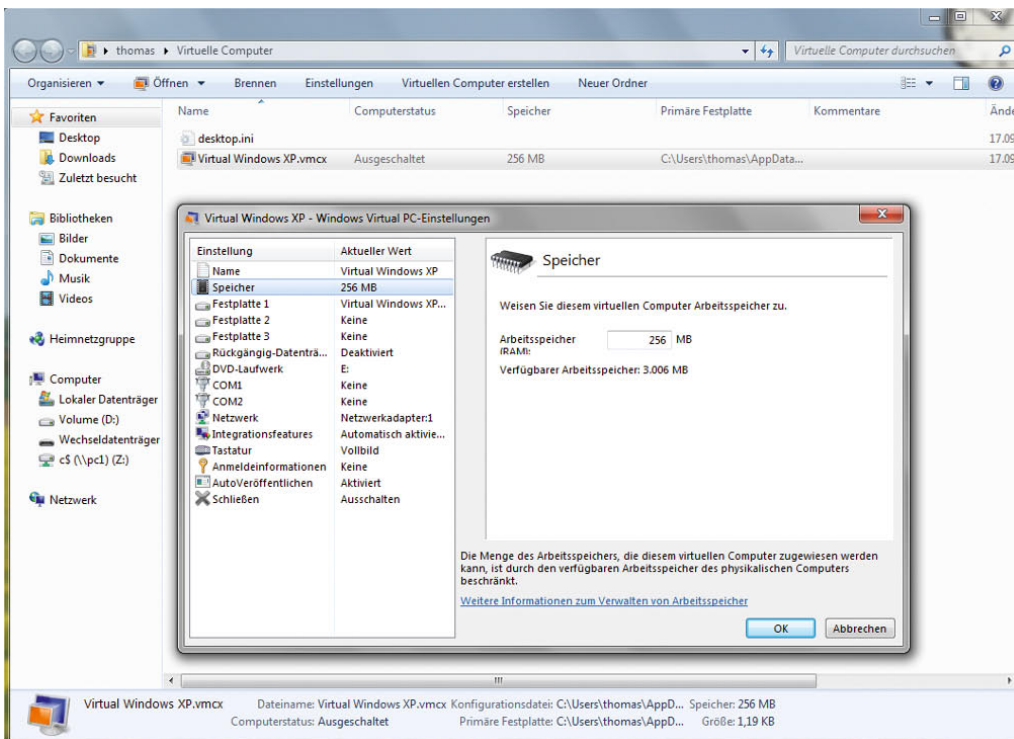 thomas Virtuelle Computer Virtuelle Computer durchsuchen
Organisieren Öffnen Brennen Einstellungen Virtuellen Computer erstellen Neuer Ordner
Favoriten
Desktop
Downloads
Zuletzt besucht
Bibliotheken
Bilder
Dokumente
Musik
Videos
Heimnetzgruppe
Computer
Lokaler Datenträger
Volume (D:)
Wechseldatenträger
c$ (\\pc1) (Z:)
Netzwerk
Name Computerstatus Speicher Primäre Festplatte Kommentare Ände
desktop.ini 17.09
Virtual Windows XP.vmcx Ausgeschaltet 256 MB C:\Users\thomas\AppData... 17.09
Virtual Windows XP - Windows Virtual PC-Einstellungen
Einstellung Aktueller Wert
Name Virtual Windows XP
Speicher 256 MB
Festplatte 1 Virtual Windows XP...
Festplatte 2 Keine
Festplatte 3 Keine
Rückgängig-Datenträ... Deaktiviert
DVD-Laufwerk E:
COM1 Keine
COM2 Keine
Netzwerk Netzwerkadapter:1
Integrationsfeatures Automatisch aktivie...
Tastatur Vollbild
Anmeldeinformationen Keine
AutoVeröffentlichen Aktiviert
Schließen Ausschalten
Speicher
Weisen Sie diesem virtuellen Computer Arbeitsspeicher zu.
Arbeitsspeicher 256 MB
(RAM):
Verfügbarer Arbeitsspeicher: 3.006 MB
Die Menge des Arbeitsspeichers, die diesem virtuellen Computer zugewiesen werden
kann, ist durch den verfügbaren Arbeitsspeicher des physikalischen Computers
beschränkt.
Weitere Informationen zum Verwalten von Arbeitsspeicher
OK Abbrechen
Virtual Windows XP.vmcx Dateiname: Virtual Windows XP.vmcx Konfigurationsdatei: C:\Users\thomas\AppD... Speicher: 256 MB
Computerstatus: Ausgeschaltet Primäre Festplatte: C:\Users\thomas\AppD... Größe: 1,19 KB